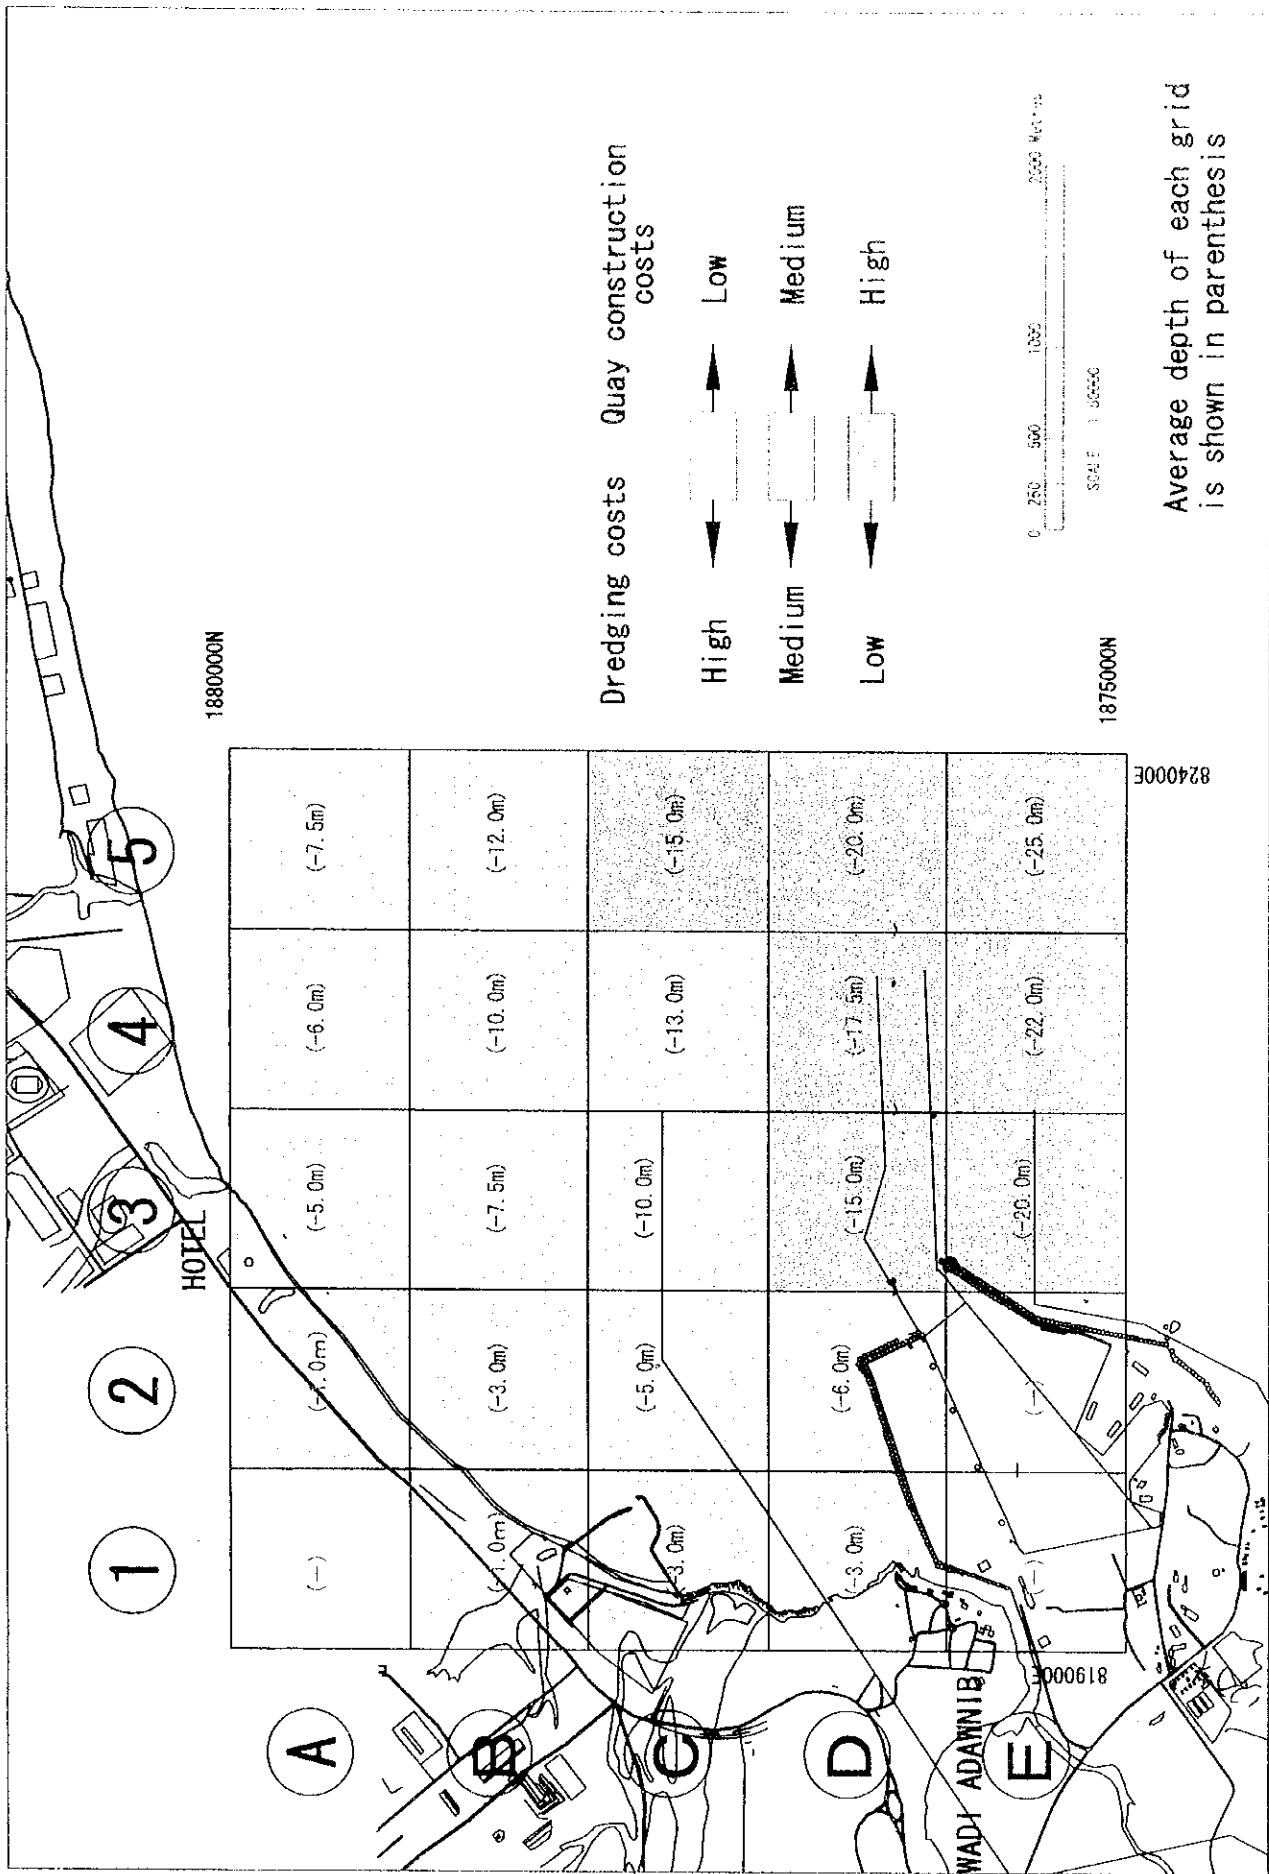 1
2
3
4
5
A
B
C
D
E
HOTEL
WADI ADAWNIB
1880000N
1875000N
819000E
824000E
(-)
(-5.0m)
(-6.0m)
(-7.5m)
(-1.0m)
(-3.0m)
(-7.5m)
(-10.0m)
(-12.0m)
(-3.0m)
(-5.0m)
(-10.0m)
(-13.0m)
(-15.0m)
(-3.0m)
(-6.0m)
(-15.0m)
(-17.5m)
(-20.0m)
(-)
(-)
(-20.0m)
(-22.0m)
(-25.0m)
Dredging costs Quay construction
costs
High Low
Medium Medium
Low High
0 250 500 1000 2000
SCALE 1
Average depth of each grid
is shown in parenthesis